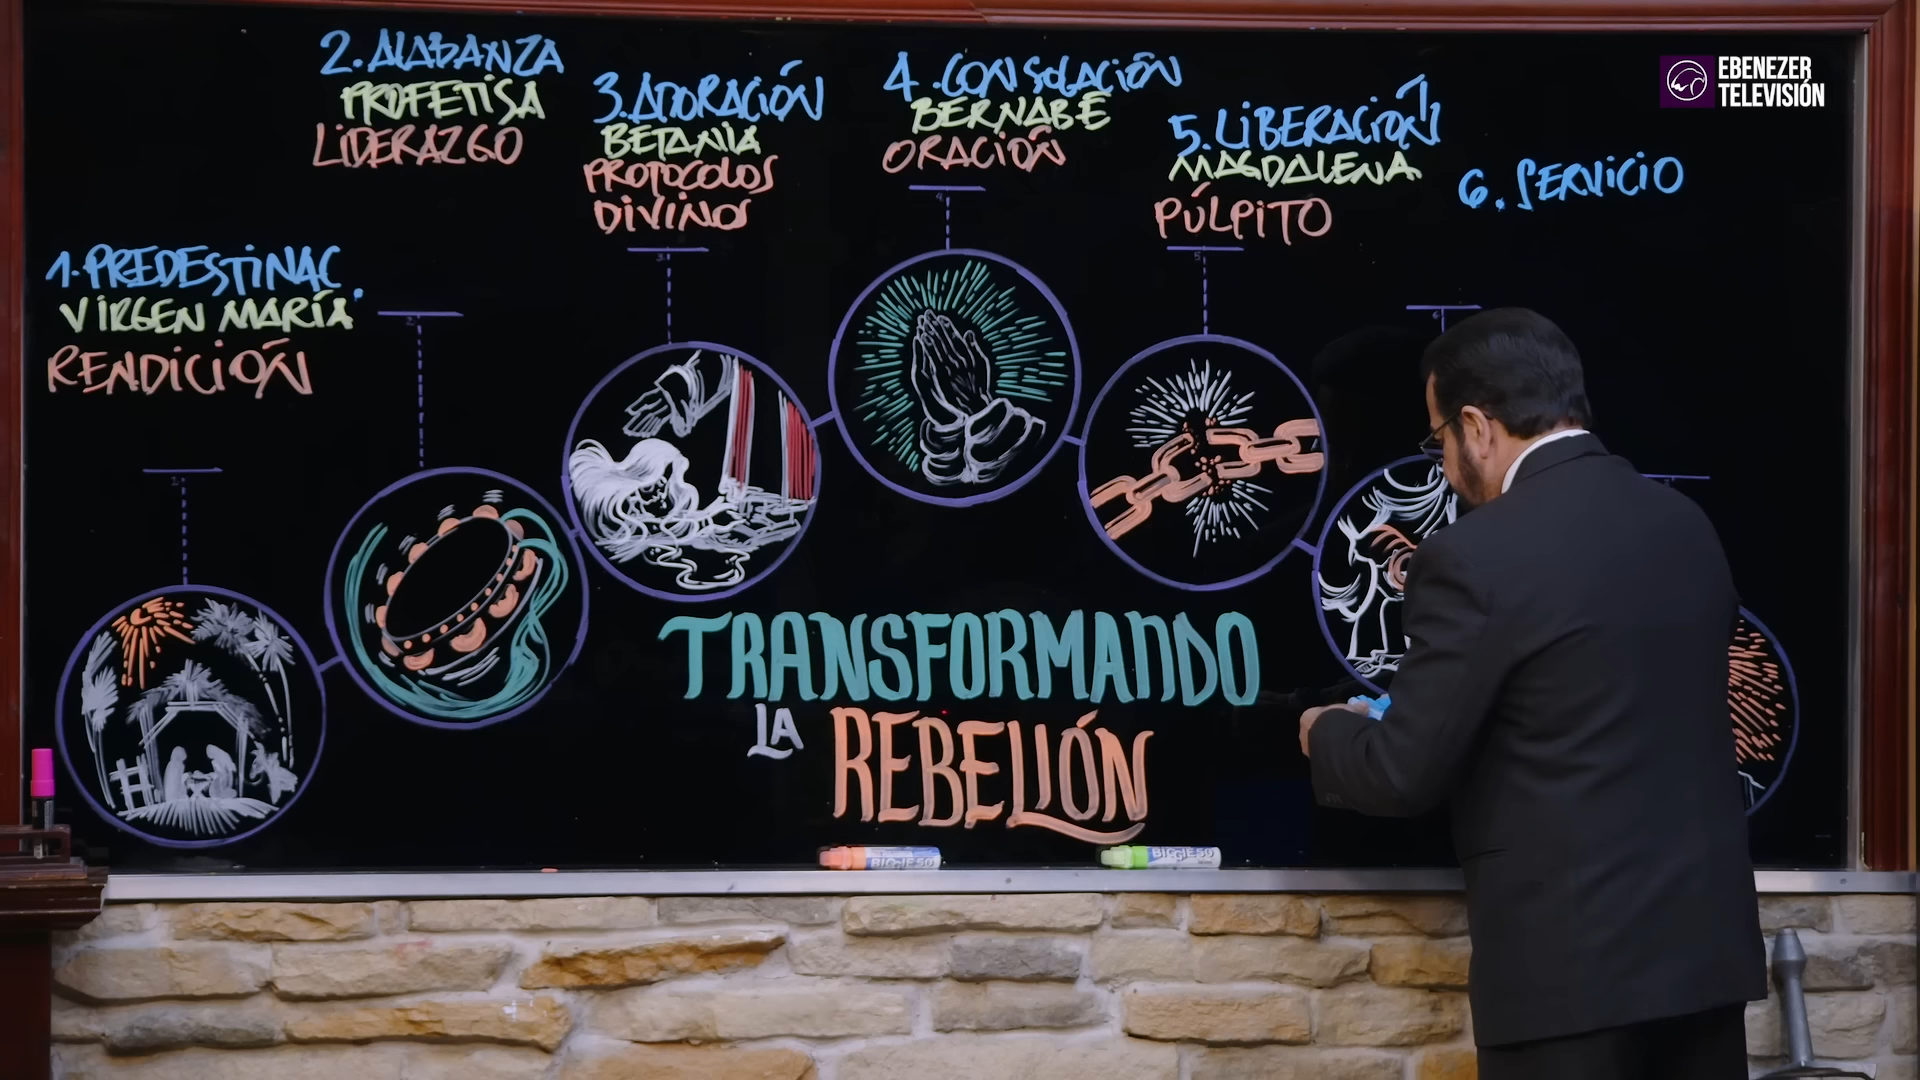 1. PREDESTINAC.
VIRGEN MARÍA
RENDICIÓN
2. ALABANZA
PROFETISA
LIDERAZGO
3. ADORACIÓN
BETANIA
PROTOCOLOS
DIVINOS
4. CONSOLACIÓN
BERNABE
ORACIÓN
5. LIBERACIÓN
MAGDALENA
PÚLPITO
6. SERVICIO
EBENEZER
TELEVISIÓN
TRANSFORMANDO
LA REBELIÓN